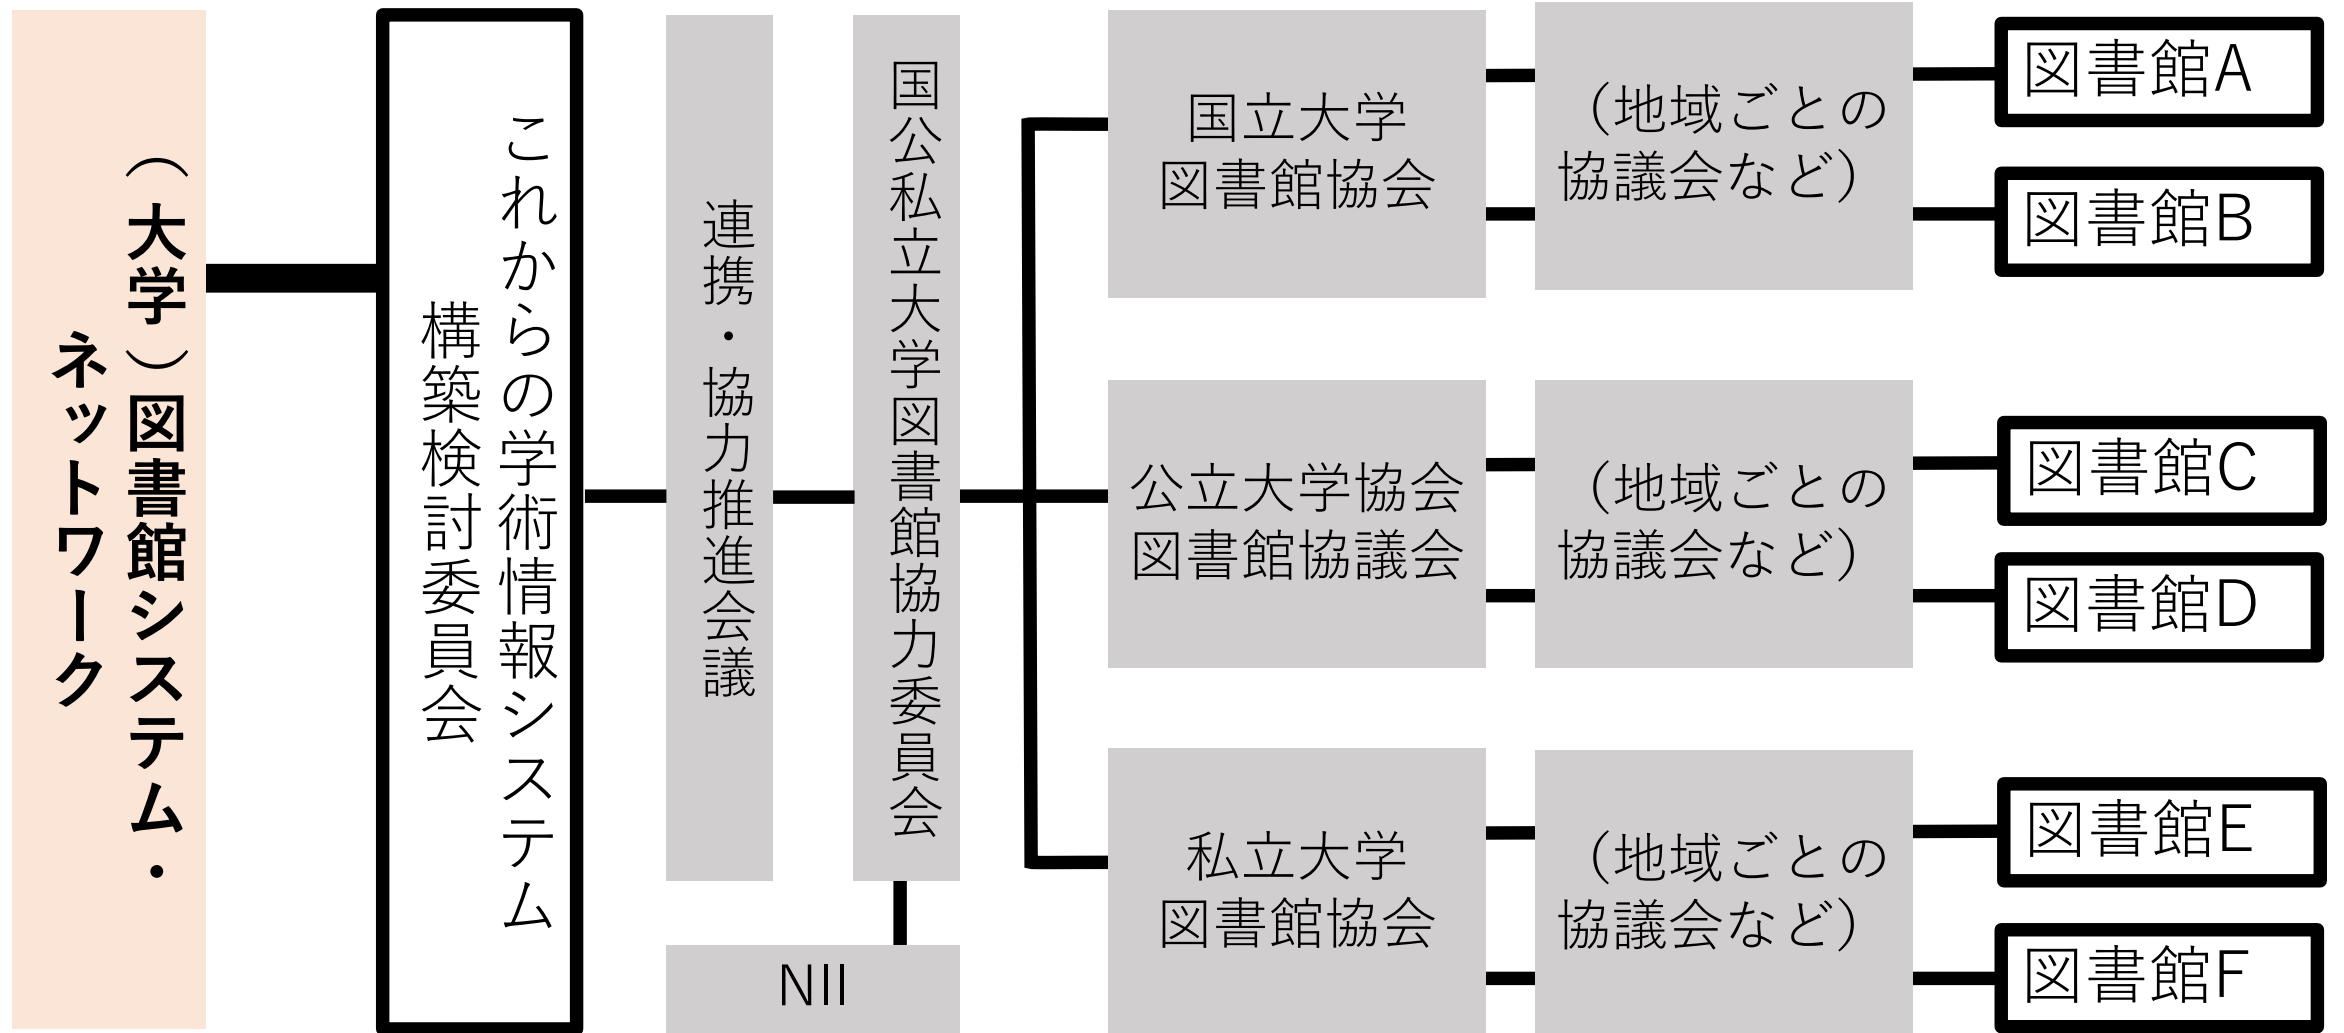 （大学）図書館システム・
ネットワーク
これからの学術情報システム
構築検討委員会
連携・協力推進会議
国公私立大学図書館協力委員会
NII
国立大学
図書館協会
（地域ごとの
協議会など）
図書館A
図書館B
公立大学協会
図書館協議会
（地域ごとの
協議会など）
図書館C
図書館D
私立大学
図書館協会
（地域ごとの
協議会など）
図書館E
図書館F